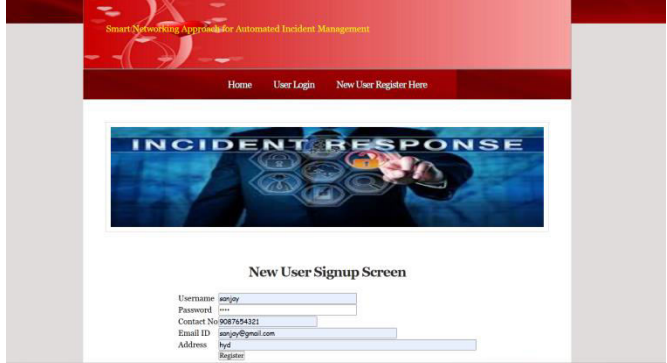 Smart Networking Approach for Automated Incident Management
Home User Login New User Register Here
INCIDENT RESPONSE
New User Signup Screen
Username sanjay
Password ••••
Contact No 9087654321
Email ID sanjay@gmail.com
Address hyd
Register